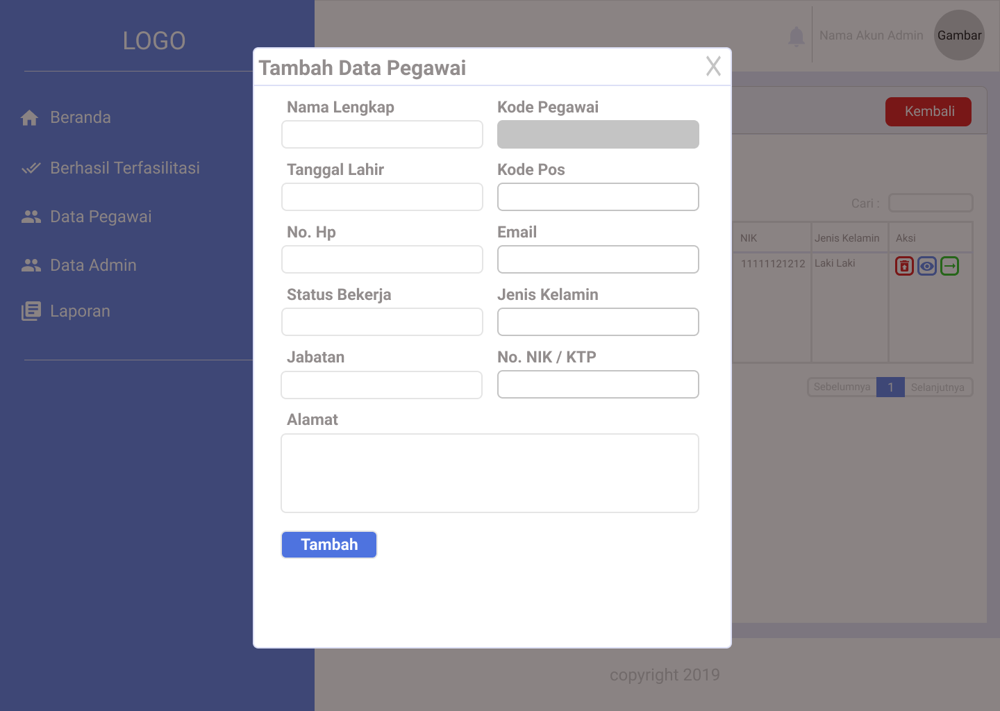 LOGO
Beranda
Berhasil Terfasilitasi
Data Pegawai
Data Admin
Laporan
Nama Akun Admin
Gambar
Kembali
Cari :
NIK
Jenis Kelamin
Aksi
11111121212
Laki Laki
Sebelumnya
1
Selanjutnya
Tambah Data Pegawai
X
Nama Lengkap
Kode Pegawai
Tanggal Lahir
Kode Pos
No. Hp
Email
Status Bekerja
Jenis Kelamin
Jabatan
No. NIK / KTP
Alamat
Tambah
copyright 2019